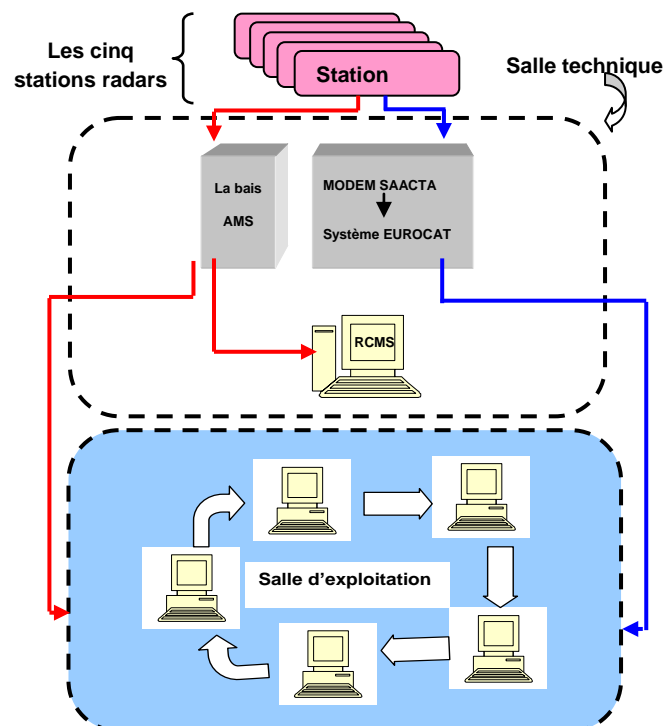 Les cinq
stations radars
Station
Salle technique
La bais
AMS
MODEM SAACTA
Système EUROCAT
RCMS
Salle d'exploitation